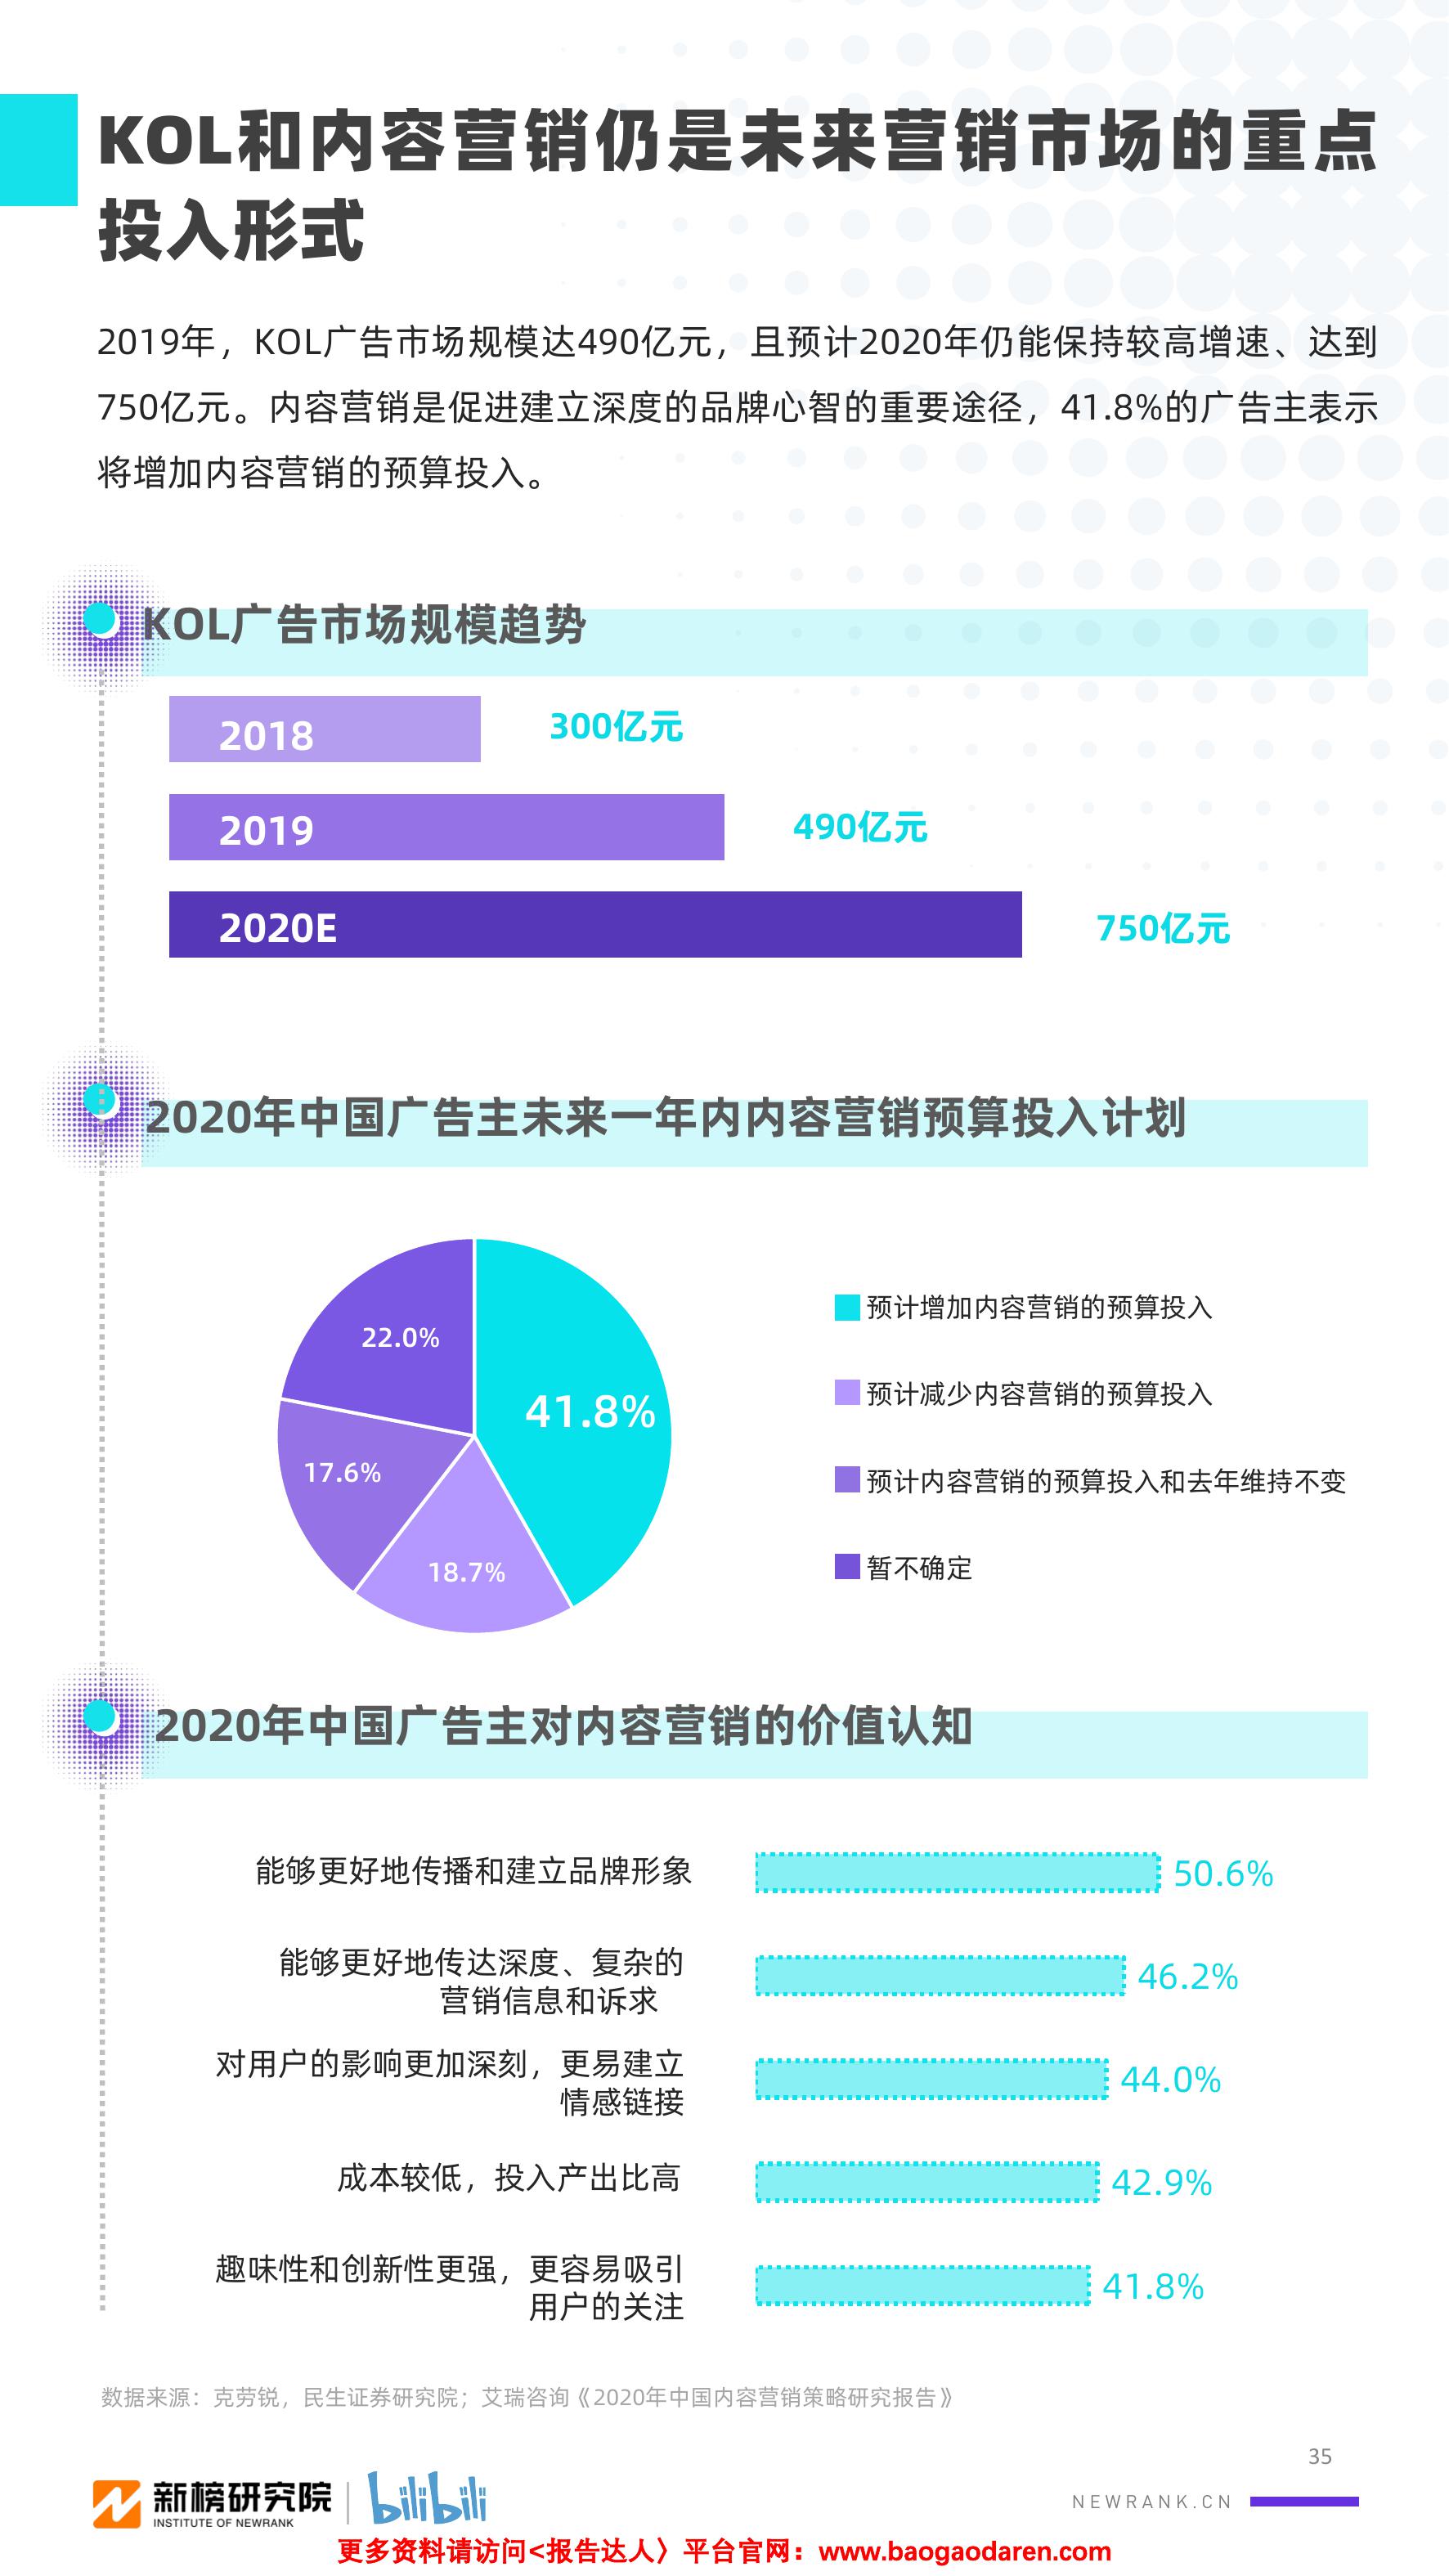 KOL和内容营销仍是未来营销市场的重点
投入形式
2019年，KOL广告市场规模达490亿元，且预计2020年仍能保持较高增速、达到
750亿元。内容营销是促进建立深度的品牌心智的重要途径，41.8%的广告主表示
将增加内容营销的预算投入。
KOL广告市场规模趋势
2018 300亿元
2019 490亿元
2020E 750亿元
2020年中国广告主未来一年内内容营销预算投入计划
22.0%
41.8%
17.6%
18.7%
预计增加内容营销的预算投入
预计减少内容营销的预算投入
预计内容营销的预算投入和去年维持不变
暂不确定
2020年中国广告主对内容营销的价值认知
能够更好地传播和建立品牌形象 50.6%
能够更好地传达深度、复杂的
营销信息和诉求
46.2%
对用户的影响更加深刻，更易建立
情感链接
44.0%
成本较低，投入产出比高 42.9%
趣味性和创新性更强，更容易吸引
用户的关注
41.8%
数据来源：克劳锐，民生证券研究院；艾瑞咨询《2020年中国内容营销策略研究报告》
35
新榜研究院
INSTITUTE OF NEWRANK
bilibili
NEWRANK.CN
更多资料请访问<报告达人〉平台官网：www.baogaodaren.com